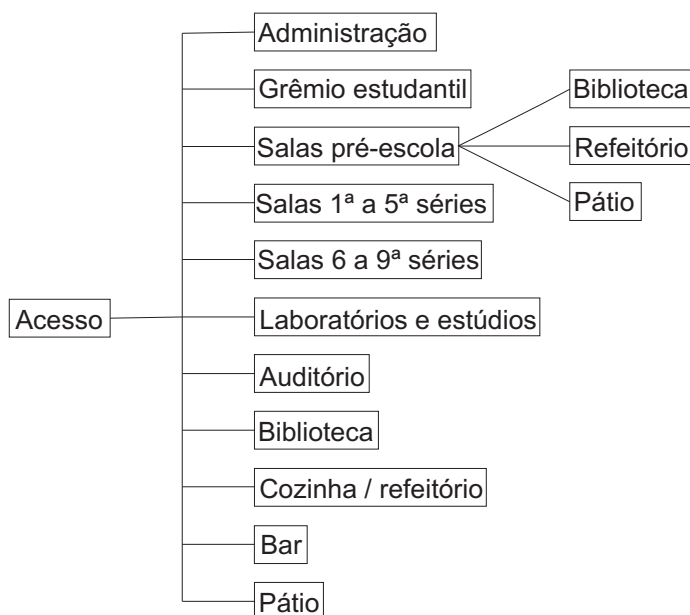 Administração
Grêmio estudantil
Biblioteca
Salas pré-escola
Refeitório
Salas 1ª a 5ª séries
Pátio
Salas 6 a 9ª séries
Acesso
Laboratórios e estúdios
Auditório
Biblioteca
Cozinha / refeitório
Bar
Pátio